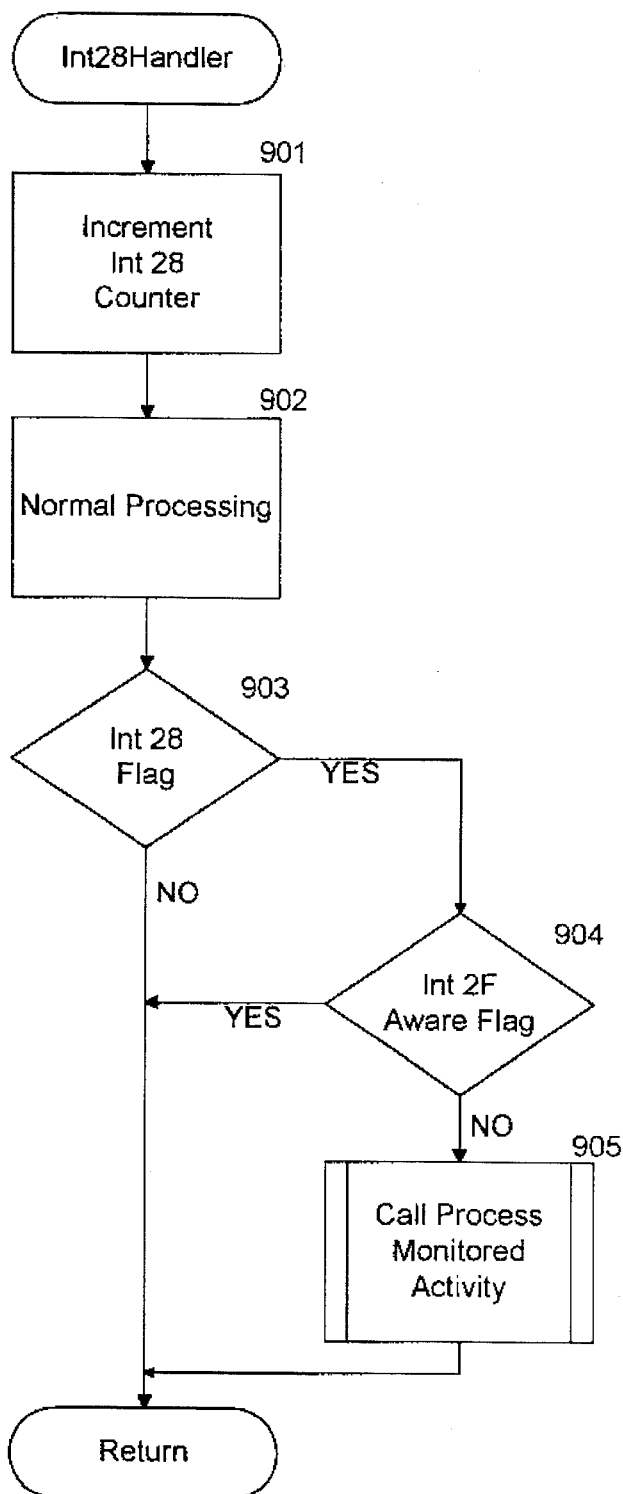 Int28Handler
901
Increment
Int 28
Counter
902
Normal Processing
903
Int 28
Flag
YES
NO
904
Int 2F
Aware Flag
YES
NO
905
Call Process
Monitored
Activity
Return